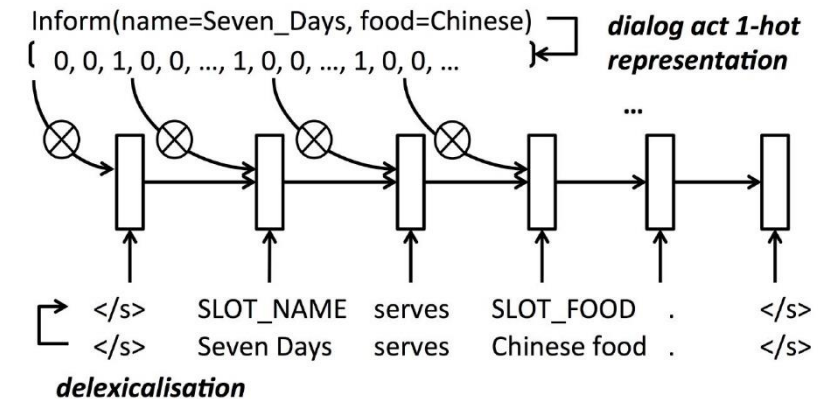 Inform(name=Seven_Days, food=Chinese)
dialog act 1-hot
representation
0, 0, 1, 0, 0, ..., 1, 0, 0, ..., 1, 0, 0, ...
...
</s> SLOT_NAME serves SLOT_FOOD . </s>
</s> Seven Days serves Chinese food . </s>
delexicalisation